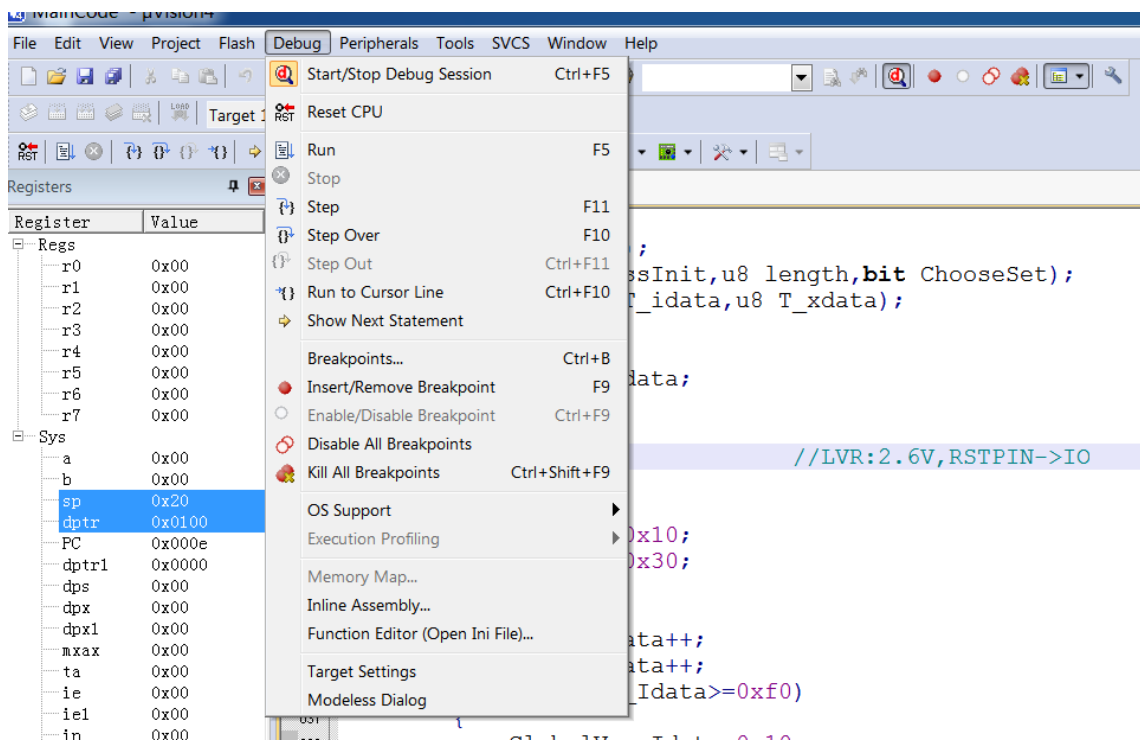 MainCode - µVision4
File Edit View Project Flash Debug Peripherals Tools SVCS Window Help
Start/Stop Debug Session Ctrl+F5
LOAD Target 1
RST Reset CPU
RST
Run F5
Stop
Step F11
Step Over F10
Step Out Ctrl+F11
Run to Cursor Line Ctrl+F10
Show Next Statement
Breakpoints... Ctrl+B
Insert/Remove Breakpoint F9
Enable/Disable Breakpoint Ctrl+F9
Disable All Breakpoints
Kill All Breakpoints Ctrl+Shift+F9
OS Support
Execution Profiling
Memory Map...
Inline Assembly...
Function Editor (Open Ini File)...
Target Settings
Modeless Dialog
Registers
Register Value
Regs
r0 0x00
r1 0x00
r2 0x00
r3 0x00
r4 0x00
r5 0x00
r6 0x00
r7 0x00
Sys
a 0x00
b 0x00
sp 0x20
dptr 0x0100
PC 0x000e
dptr1 0x0000
dps 0x00
dpx 0x00
dpx1 0x00
mxax 0x00
ta 0x00
ie 0x00
ie1 0x00
ip 0x00
);
ssInit,u8 length,bit ChooseSet);
T_idata,u8 T_xdata);
data;
//LVR:2.6V,RSTPIN->IO
0x10;
0x30;
ata++;
ata++;
_Idata>=0xf0)
031 {